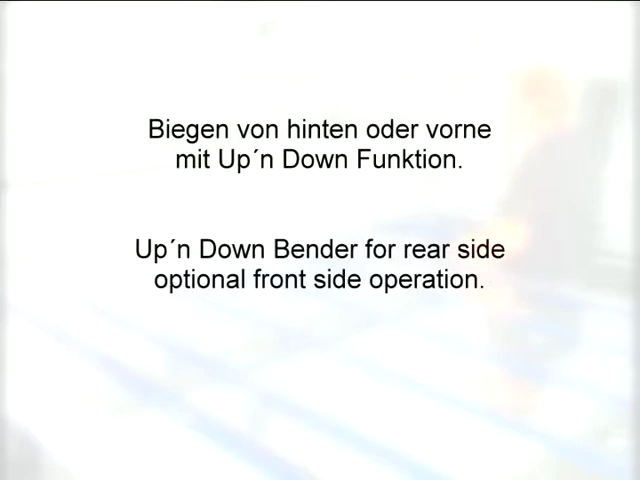 Biegen von hinten oder vorne
mit Up´n Down Funktion.
Up´n Down Bender for rear side
optional front side operation.